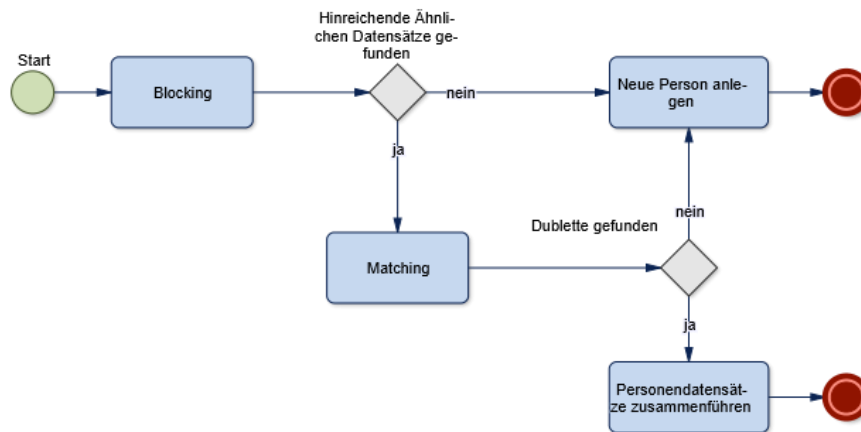 Hinreichende Ähnli-
chen Datensätze ge-
funden
Start
Blocking
nein
Neue Person anle-
gen
ja
Dublette gefunden
nein
Matching
ja
Personendatensät-
ze zusammenführen